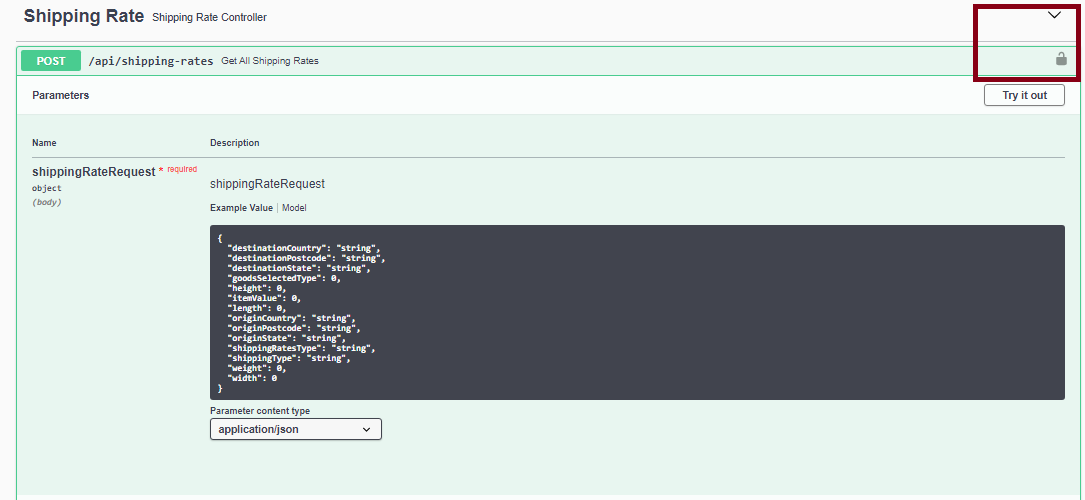 Shipping Rate Shipping Rate Controller
POST /api/shipping-rates Get All Shipping Rates
Parameters Try it out
Name Description
shippingRateRequest * required
object
(body)
shippingRateRequest
Example Value | Model
{
"destinationCountry": "string",
"destinationPostcode": "string",
"destinationState": "string",
"goodsSelectedType": 0,
"height": 0,
"itemValue": 0,
"length": 0,
"originCountry": "string",
"originPostcode": "string",
"originState": "string",
"shippingRatesType": "string",
"shippingType": "string",
"weight": 0,
"width": 0
}
Parameter content type
application/json